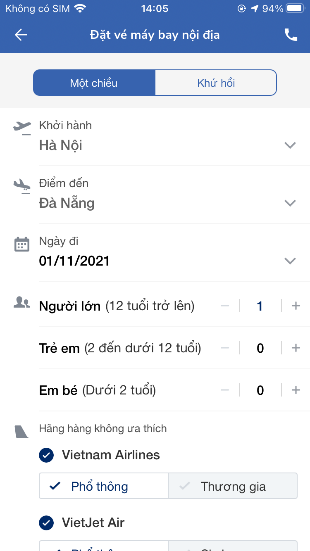 Không có SIM 14:05 94%
Đặt vé máy bay nội địa
Một chiều Khứ hồi
Khởi hành
Hà Nội
Điểm đến
Đà Nẵng
Ngày đi
01/11/2021
Người lớn (12 tuổi trở lên) − 1 +
Trẻ em (2 đến dưới 12 tuổi) − 0 +
Em bé (Dưới 2 tuổi) − 0 +
Hãng hàng không ưa thích
Vietnam Airlines
Phổ thông Thương gia
VietJet Air
Phổ thông